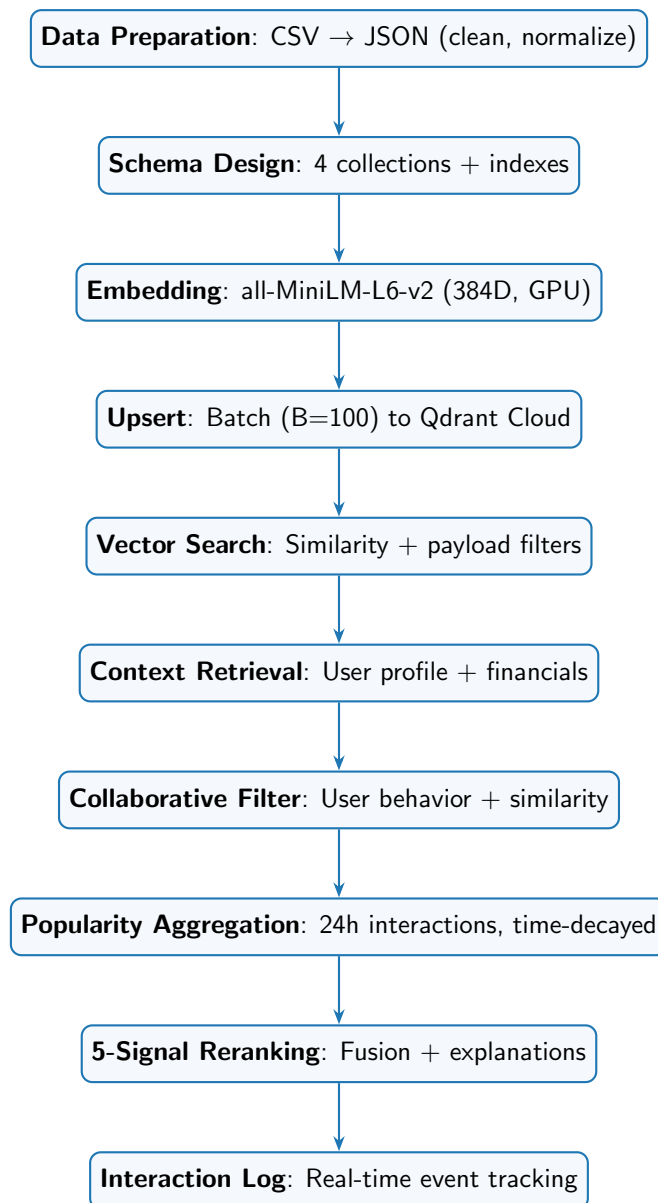 Data Preparation: CSV → JSON (clean, normalize)
Schema Design: 4 collections + indexes
Embedding: all-MiniLM-L6-v2 (384D, GPU)
Upsert: Batch (B=100) to Qdrant Cloud
Vector Search: Similarity + payload filters
Context Retrieval: User profile + financials
Collaborative Filter: User behavior + similarity
Popularity Aggregation: 24h interactions, time-decayed
5-Signal Reranking: Fusion + explanations
Interaction Log: Real-time event tracking